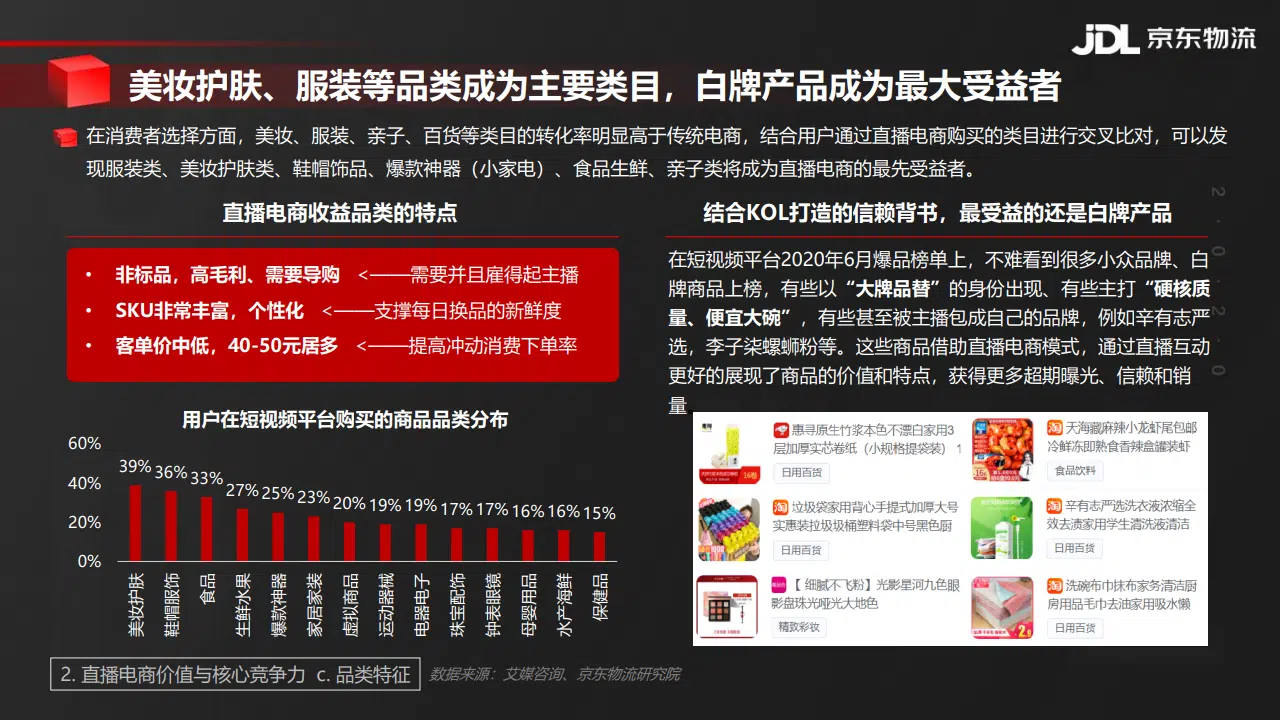 JDL 京东物流
美妆护肤、服装等品类成为主要类目，白牌产品成为最大受益者
在消费者选择方面，美妆、服装、亲子、百货等类目的转化率明显高于传统电商，结合用户通过直播电商购买的类目进行交叉比对，可以发
现服装类、美妆护肤类、鞋帽饰品、爆款神器（小家电）、食品生鲜、亲子类将成为直播电商的最先受益者。
直播电商收益品类的特点
• 非标品，高毛利、需要导购 <——需要并且雇得起主播
• SKU非常丰富，个性化 <——支撑每日换品的新鲜度
• 客单价中低，40-50元居多 <——提高冲动消费下单率
用户在短视频平台购买的商品品类分布
60%
40%
20%
0%
39% 36% 33% 27% 25% 23% 20% 19% 19% 17% 17% 16% 16% 15%
美妆护肤
鞋帽服饰
食品
生鲜水果
爆款神器
家居家装
虚拟商品
运动器械
电器电子
珠宝配饰
钟表眼镜
母婴用品
水产海鲜
保健品
结合KOL打造的信赖背书，最受益的还是白牌产品
在短视频平台2020年6月爆品榜单上，不难看到很多小众品牌、白
牌商品上榜，有些以“大牌品替”的身份出现、有些主打“硬核质
量、便宜大碗”，有些甚至被主播包成自己的品牌，例如辛有志严
选，李子柒螺蛳粉等。这些商品借助直播电商模式，通过直播互动
更好的展现了商品的价值和特点，获得更多超期曝光、信赖和销
量
惠寻原生竹浆本色不漂白家用3
层加厚实芯卷纸（小规格提装） 1
日用百货
16卷
淘 天海藏麻辣小龙虾尾包邮
冷鲜冻即熟食香辣盒罐装虾
食品饮料
淘 垃圾袋家用背心手提式加厚大号
实惠装拉圾圾桶塑料袋中号黑色厨
日用百货
淘 辛有志严选洗衣液浓缩全
效去渍家用学生清洗液清洁
日用百货
【 细腻不飞粉】光影星河九色眼
影盘珠光哑光大地色
精致彩妆
淘 洗碗布巾抹布家务清洁厨
房用品毛巾去油家用吸水懒
日用百货
2.0.2.0
2. 直播电商价值与核心竞争力 c. 品类特征
数据来源：艾媒咨询、京东物流研究院